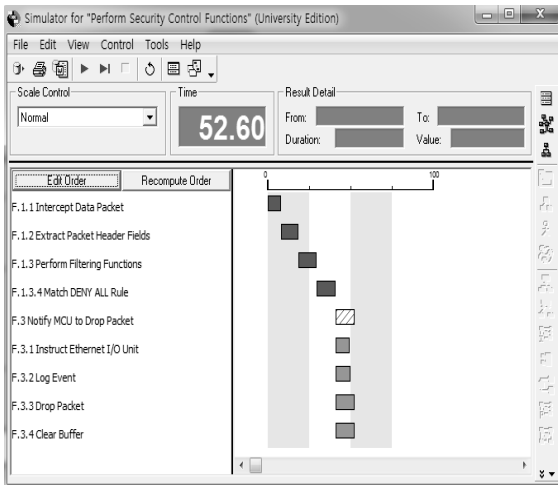 Simulator for "Perform Security Control Functions" (University Edition)
File Edit View Control Tools Help
Scale Control
Time
Result Detail
Normal
52.60
From:
To:
Duration:
Value:
Edit Order
Recompute Order
0
100
F.1.1 Intercept Data Packet
F.1.2 Extract Packet Header Fields
F.1.3 Perform Filtering Functions
F.1.3.4 Match DENY ALL Rule
F.3 Notify MCU to Drop Packet
F.3.1 Instruct Ethernet I/O Unit
F.3.2 Log Event
F.3.3 Drop Packet
F.3.4 Clear Buffer